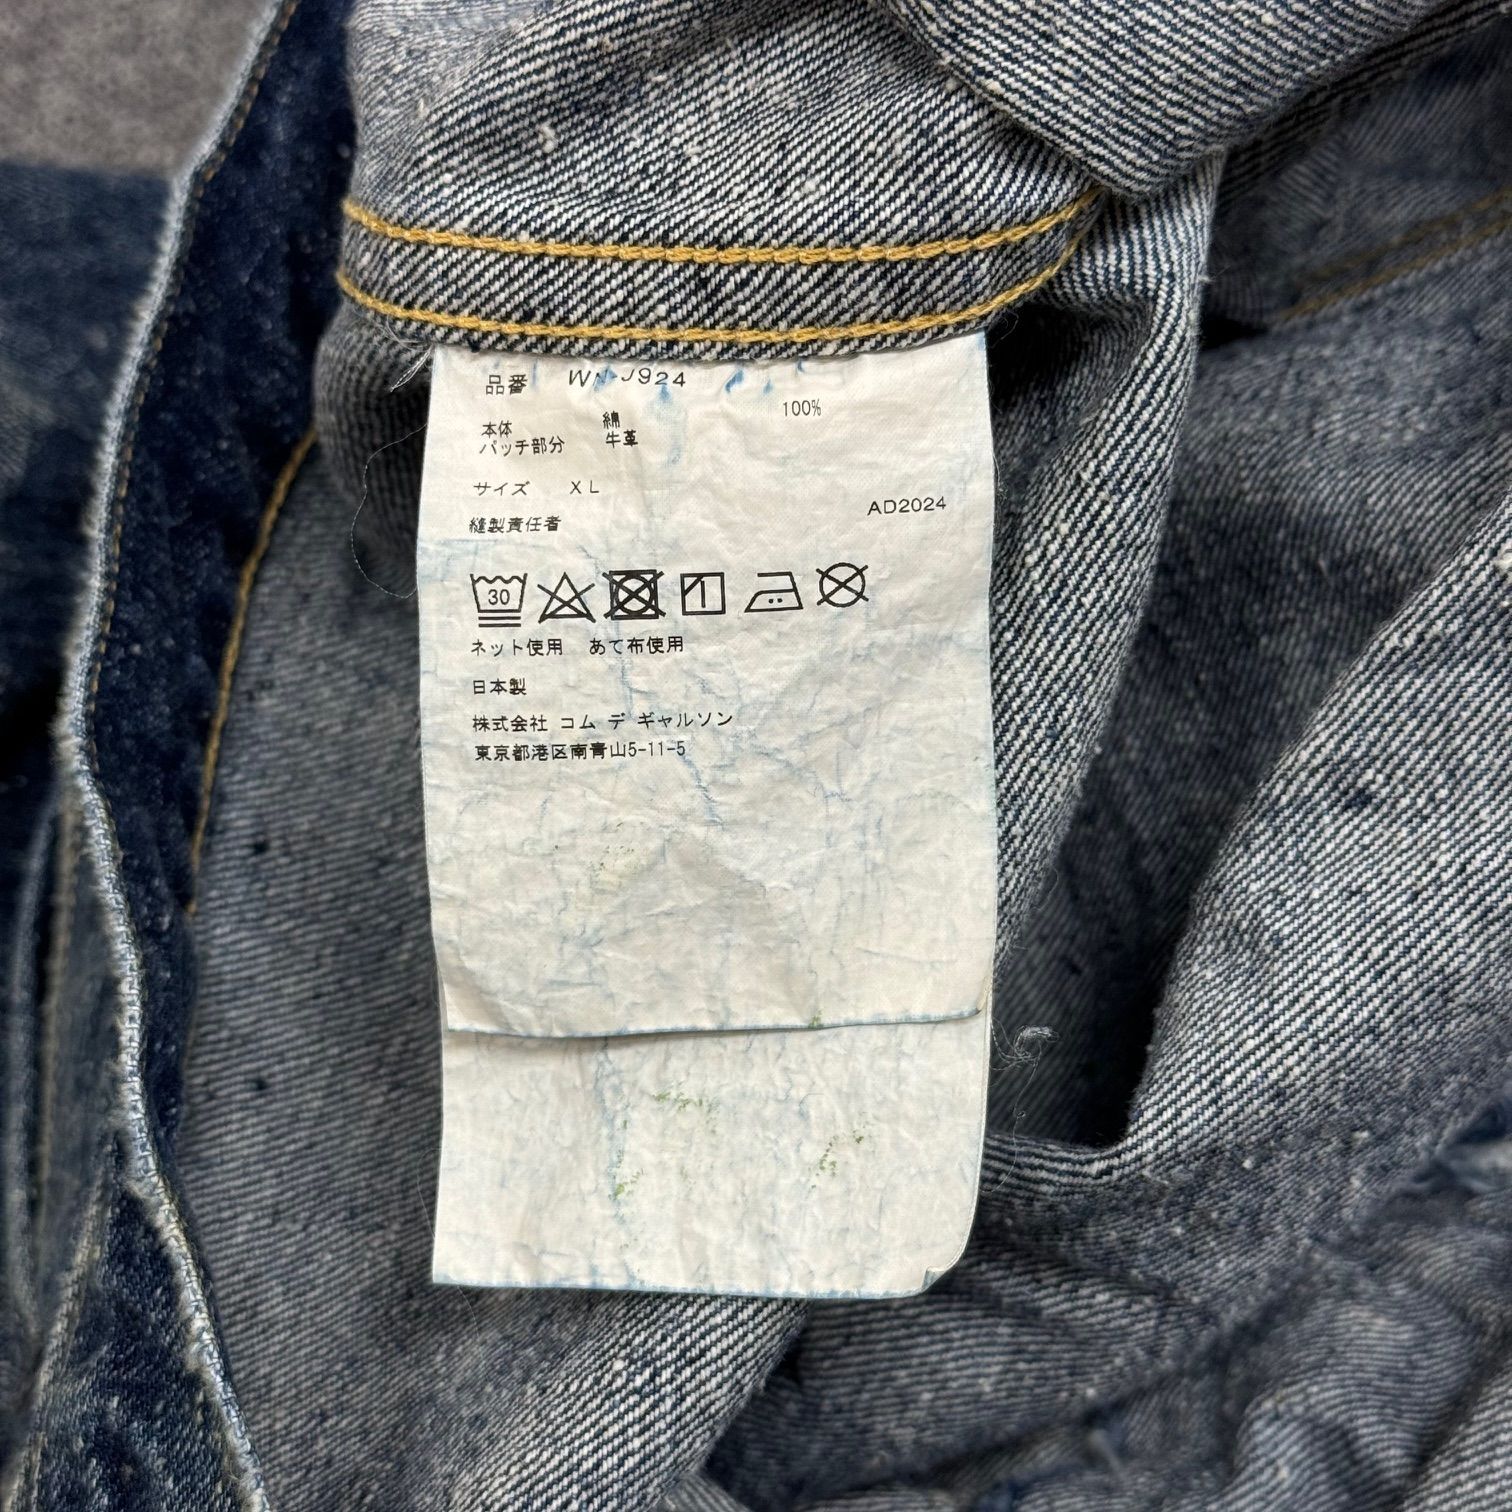 品番 WN-J924
本体 綿 100%
パッチ部分 牛革
サイズ XL
AD2024
縫製責任者
30
ネット使用 あて布使用
日本製
株式会社 コム デ ギャルソン
東京都港区南青山5-11-5